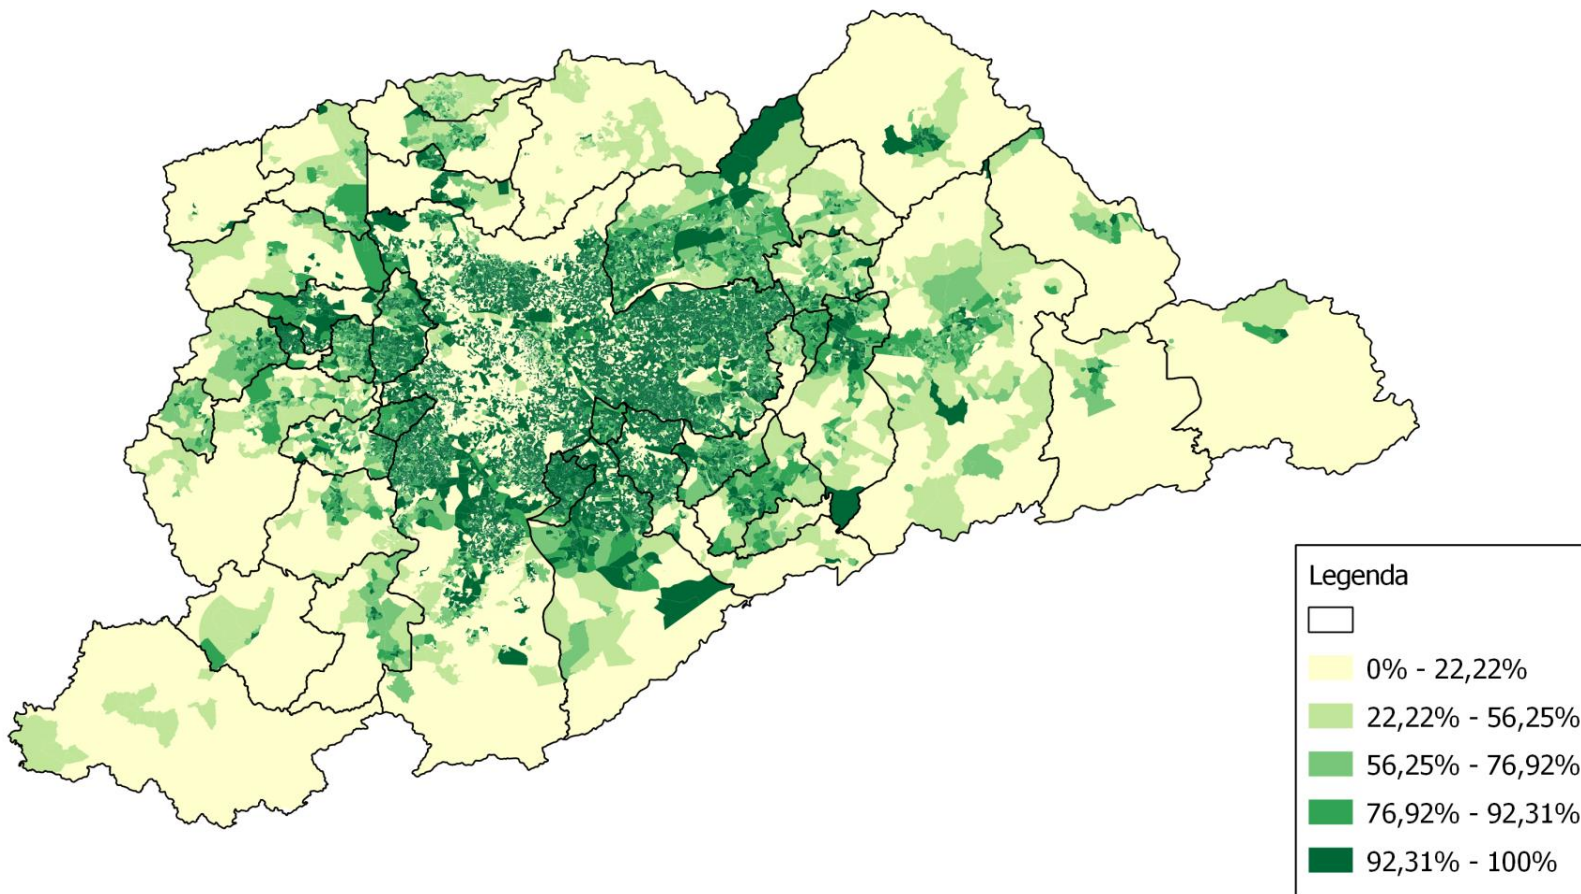 Legenda
0% - 22,22%
22,22% - 56,25%
56,25% - 76,92%
76,92% - 92,31%
92,31% - 100%